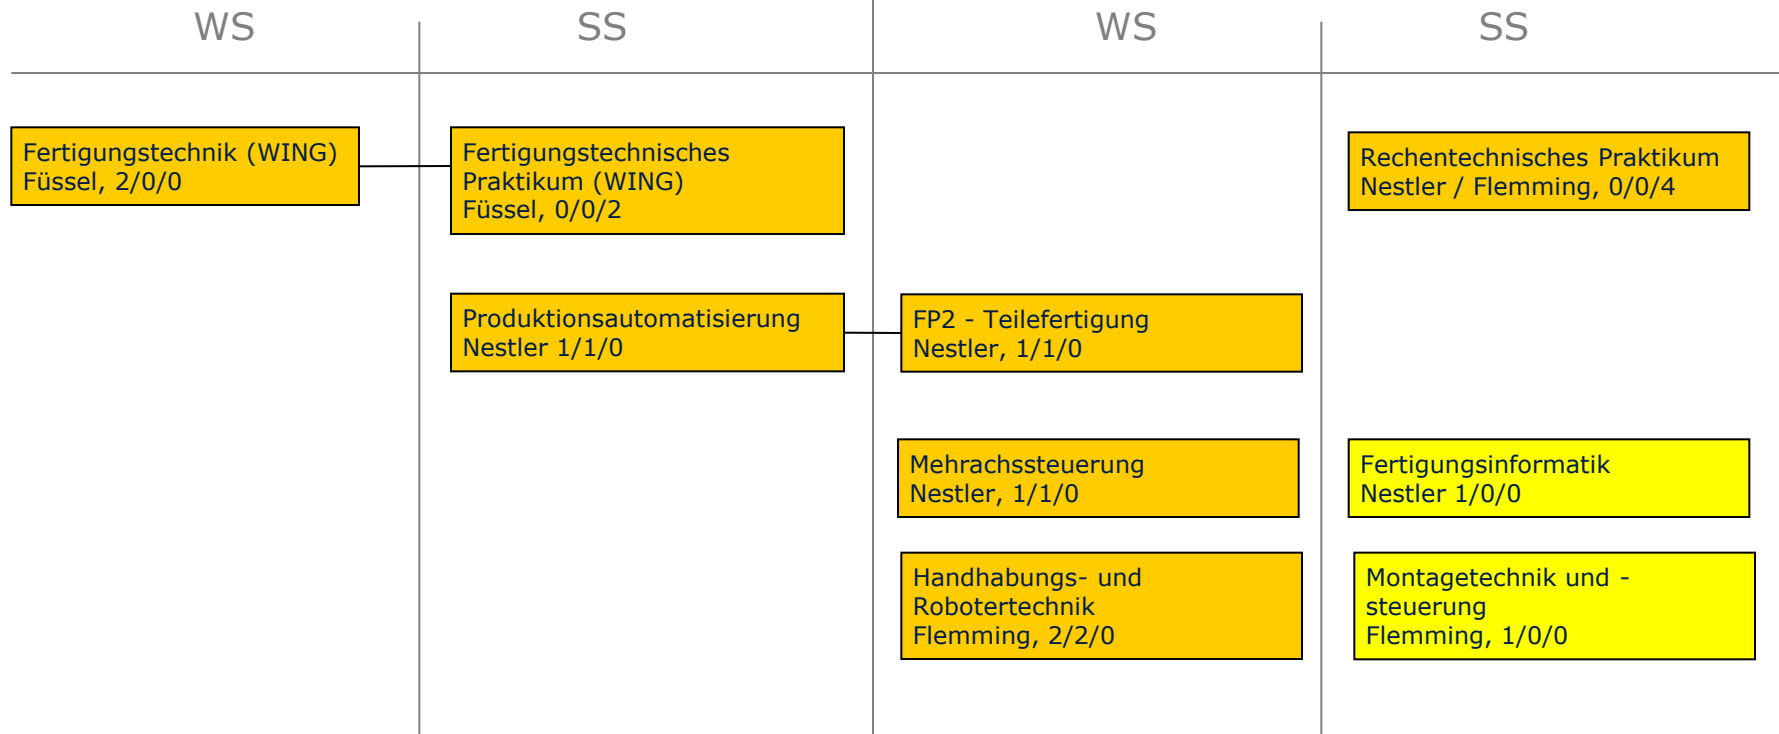 WS
SS
WS
SS
Fertigungstechnik (WING)
Füssel, 2/0/0
Fertigungstechnisches
Praktikum (WING)
Füssel, 0/0/2
Rechentechnisches Praktikum
Nestler / Flemming, 0/0/4
Produktionsautomatisierung
Nestler 1/1/0
FP2 - Teilefertigung
Nestler, 1/1/0
Mehrachssteuerung
Nestler, 1/1/0
Fertigungsinformatik
Nestler 1/0/0
Handhabungs- und
Robotertechnik
Flemming, 2/2/0
Montagetechnik und -
steuerung
Flemming, 1/0/0